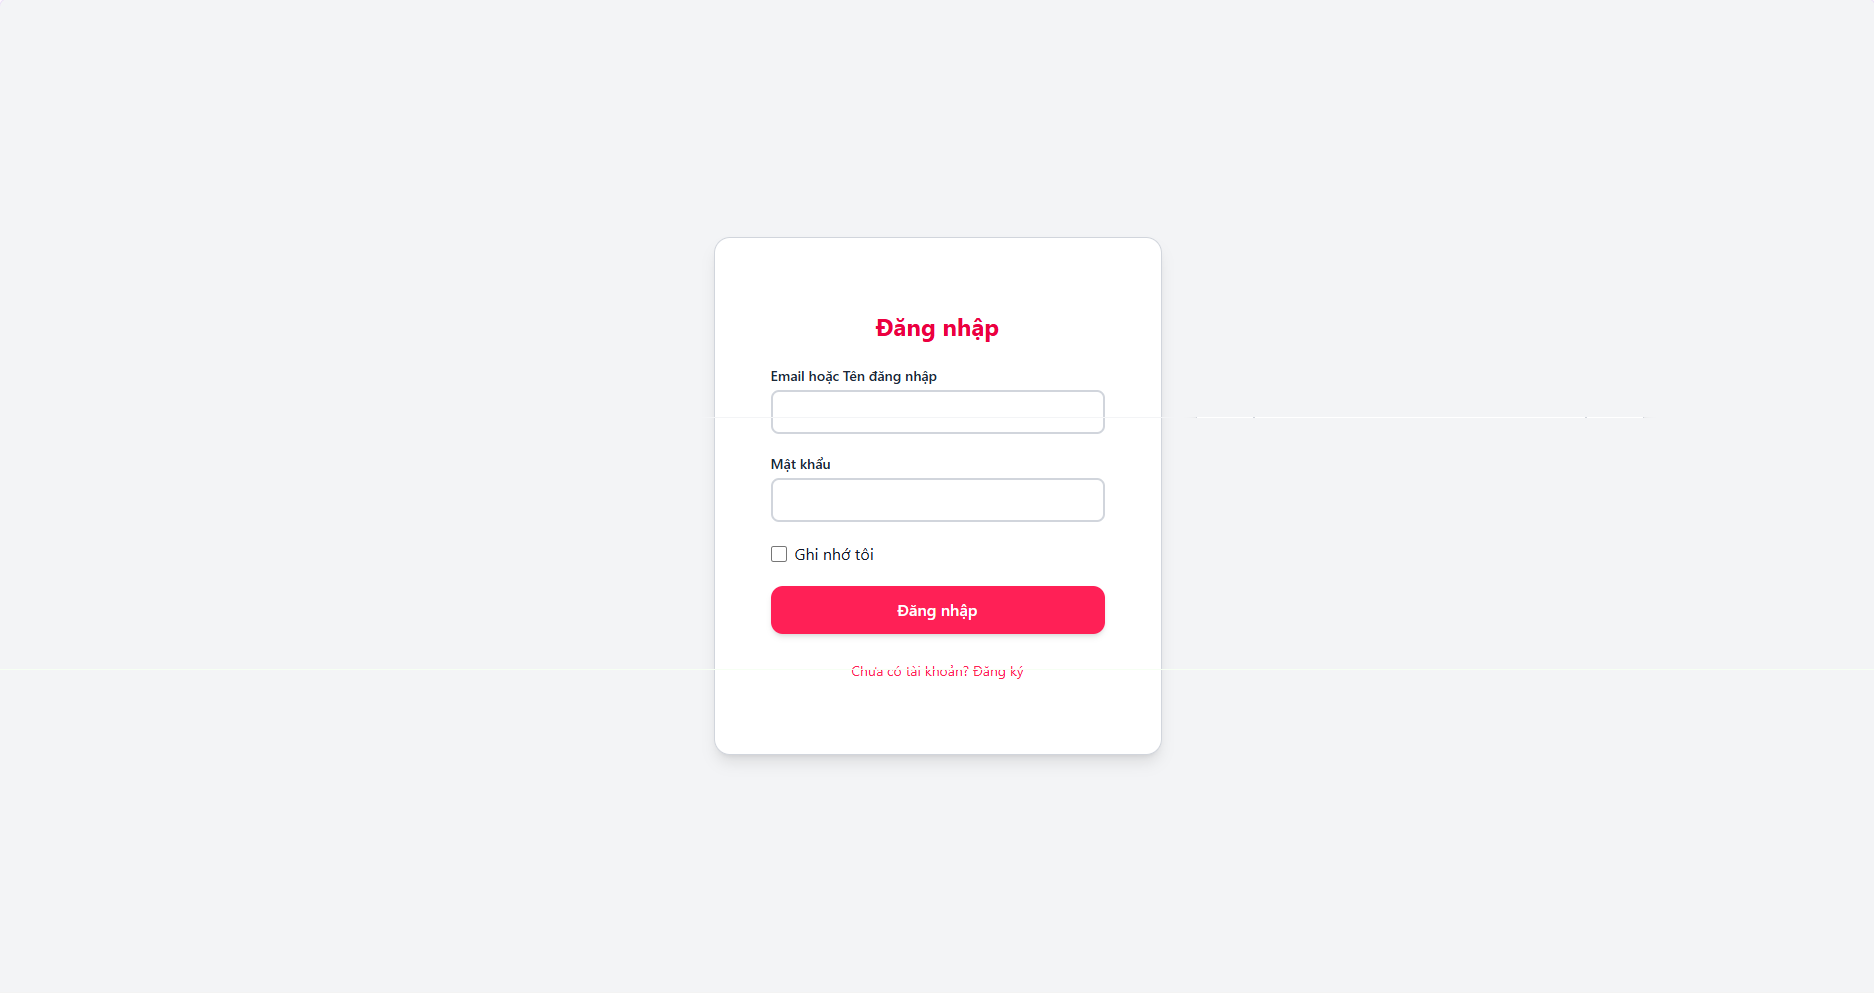 Đăng nhập
Email hoặc Tên đăng nhập
Mật khẩu
Ghi nhớ tôi
Đăng nhập
Chưa có tài khoản? Đăng ký